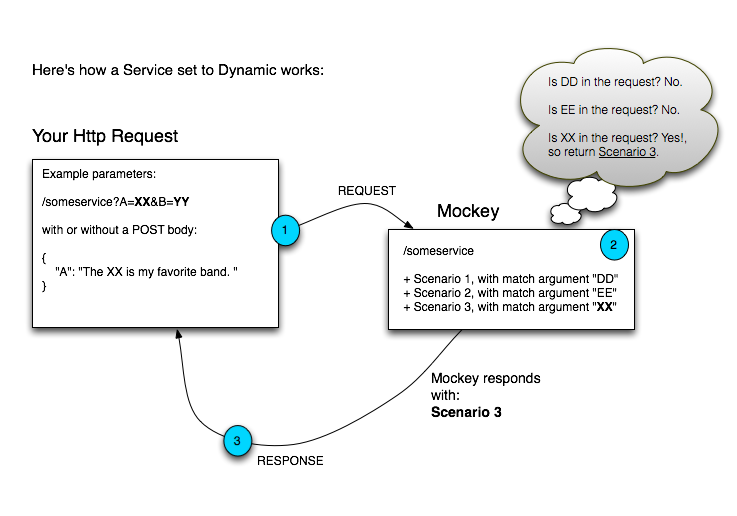 Here's how a Service set to Dynamic works:
Is DD in the request? No.
Is EE in the request? No.
Is XX in the request? Yes!,
so return Scenario 3.
Your Http Request
Example parameters:
/someservice?A=XX&B=YY
with or without a POST body:
{
"A": "The XX is my favorite band. "
}
1
REQUEST
Mockey
2
/someservice
+ Scenario 1, with match argument "DD"
+ Scenario 2, with match argument "EE"
+ Scenario 3, with match argument "XX"
Mockey responds
with:
Scenario 3
3
RESPONSE